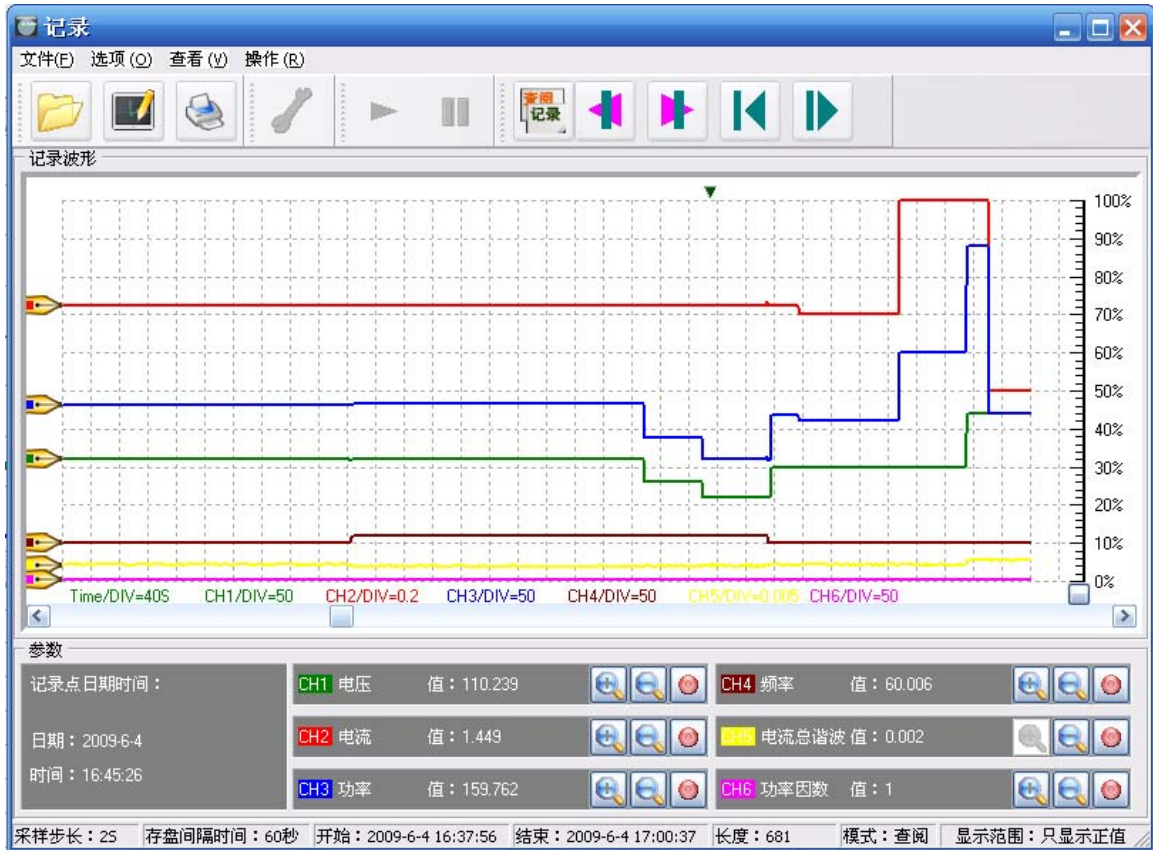 记录
文件(F) 选项(O) 查看(V) 操作(R)
查阅
记录
记录波形
100%
90%
80%
70%
60%
50%
40%
30%
20%
10%
0%
Time/DIV=40S CH1/DIV=50 CH2/DIV=0.2 CH3/DIV=50 CH4/DIV=50 CH5/DIV=0.005 CH6/DIV=50
参数
记录点日期时间：
日期：2009-6-4
时间：16:45:26
CH1 电压 值：110.239
CH2 电流 值：1.449
CH3 功率 值：159.762
CH4 频率 值：60.006
CH5 电流总谐波 值：0.002
CH6 功率因数 值：1
采样步长：2S 存盘间隔时间：60秒 开始：2009-6-4 16:37:56 结束：2009-6-4 17:00:37 长度：681 模式：查阅 显示范围：只显示正值